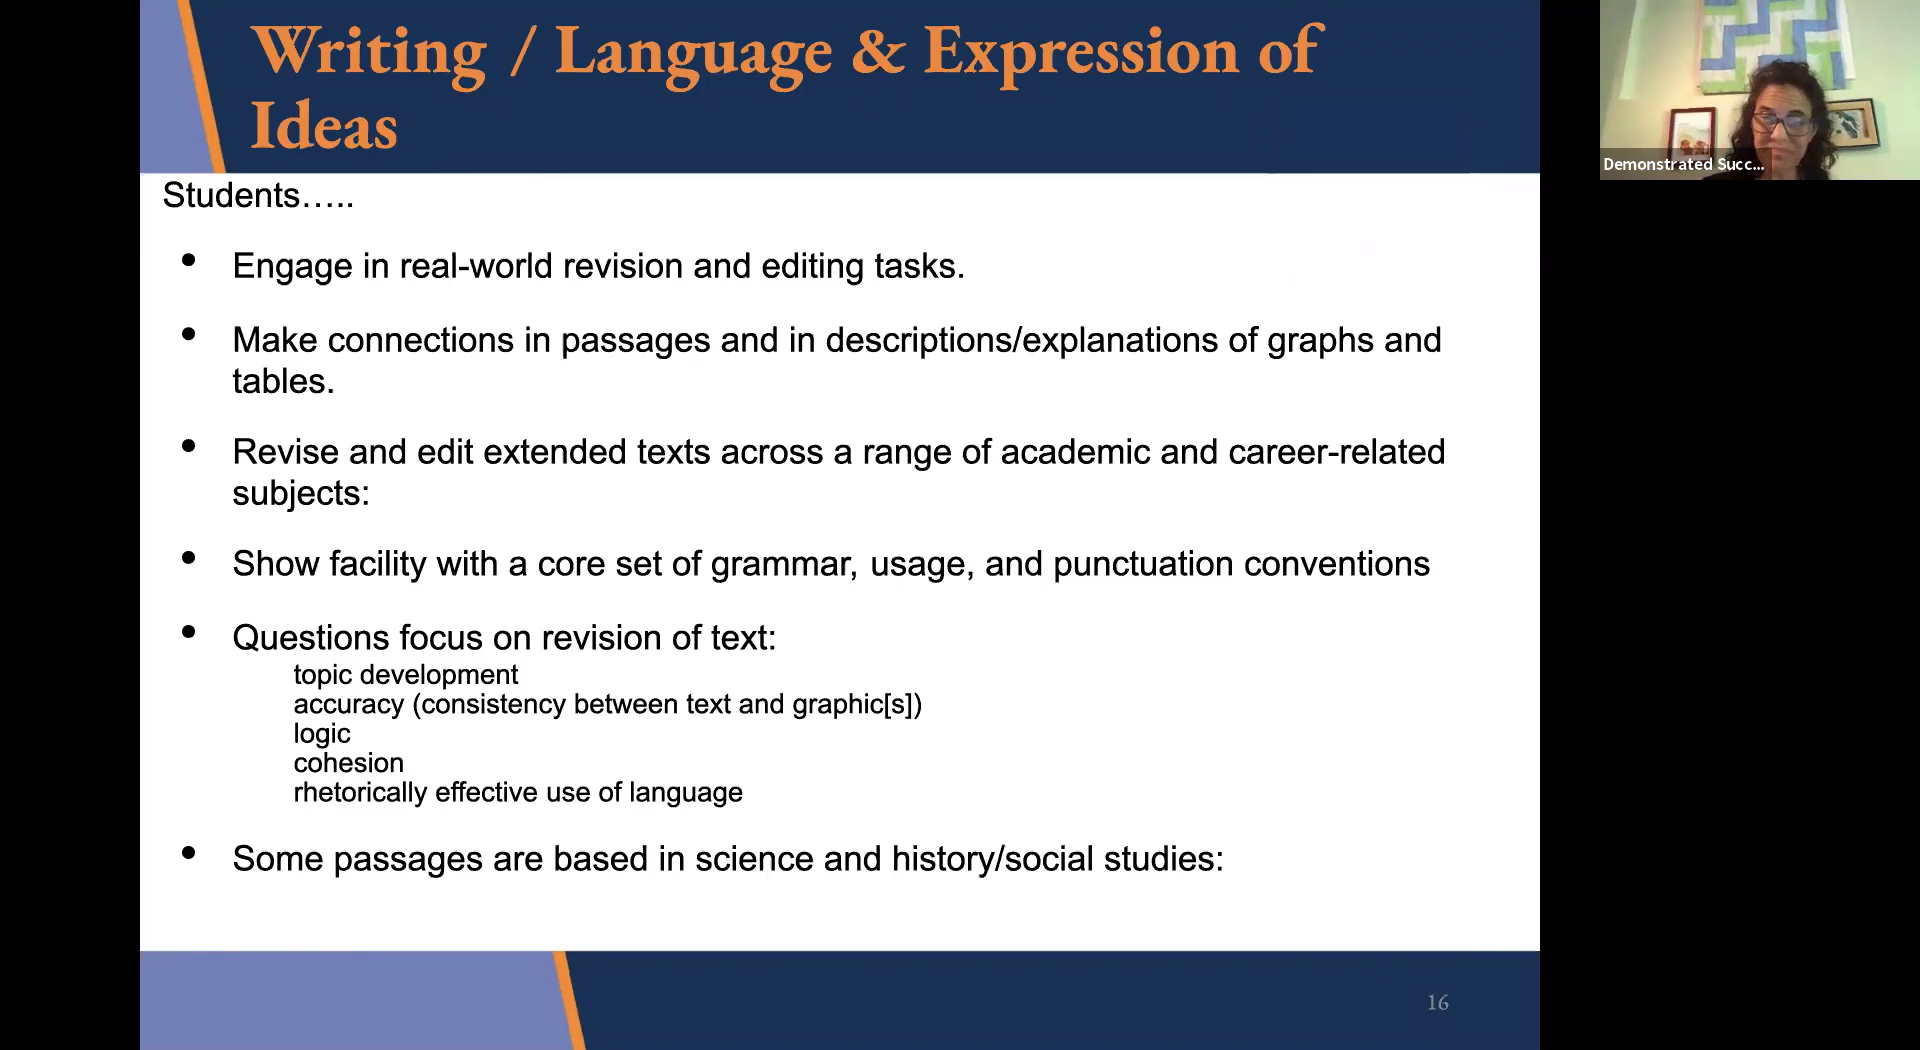 Writing / Language & Expression of
Ideas
Students…..
• Engage in real-world revision and editing tasks.
• Make connections in passages and in descriptions/explanations of graphs and
tables.
• Revise and edit extended texts across a range of academic and career-related
subjects:
• Show facility with a core set of grammar, usage, and punctuation conventions
• Questions focus on revision of text:
topic development
accuracy (consistency between text and graphic[s])
logic
cohesion
rhetorically effective use of language
• Some passages are based in science and history/social studies:
16
Demonstrated Succ...